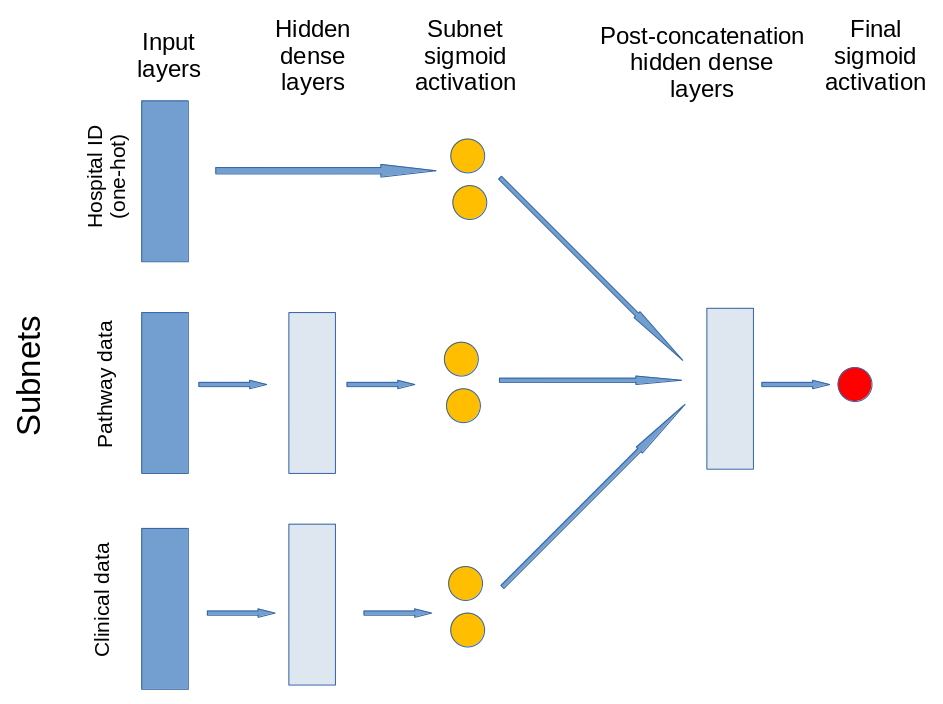 Input
layers
Hidden
dense
layers
Subnet
sigmoid
activation
Post-concatenation
hidden dense
layers
Final
sigmoid
activation
Subnets
Hospital ID
(one-hot)
Pathway data
Clinical data